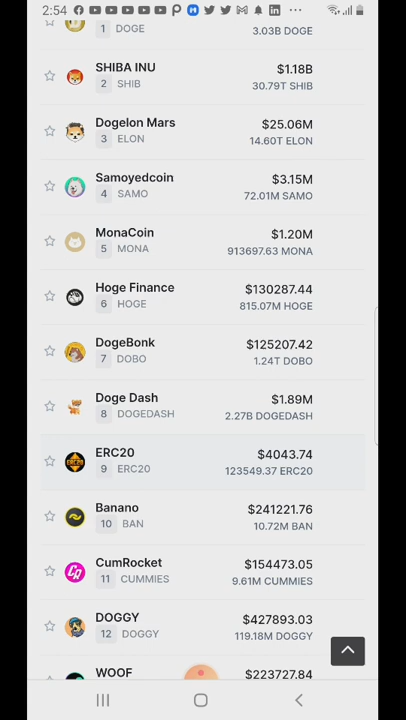 2:54
1 DOGE 3.03B DOGE
SHIBA INU $1.18B
2 SHIB 30.79T SHIB
Dogelon Mars $25.06M
3 ELON 14.60T ELON
Samoyedcoin $3.15M
4 SAMO 72.01M SAMO
MonaCoin $1.20M
5 MONA 913697.63 MONA
Hoge Finance $130287.44
6 HOGE 815.07M HOGE
DogeBonk $125207.42
7 DOBO 1.24T DOBO
Doge Dash $1.89M
8 DOGEDASH 2.27B DOGEDASH
ERC20 $4043.74
9 ERC20 123549.37 ERC20
Banano $241221.76
10 BAN 10.72M BAN
CumRocket $154473.05
11 CUMMIES 9.61M CUMMIES
DOGGY $427893.03
12 DOGGY 119.18M DOGGY
WOOF $223727.84